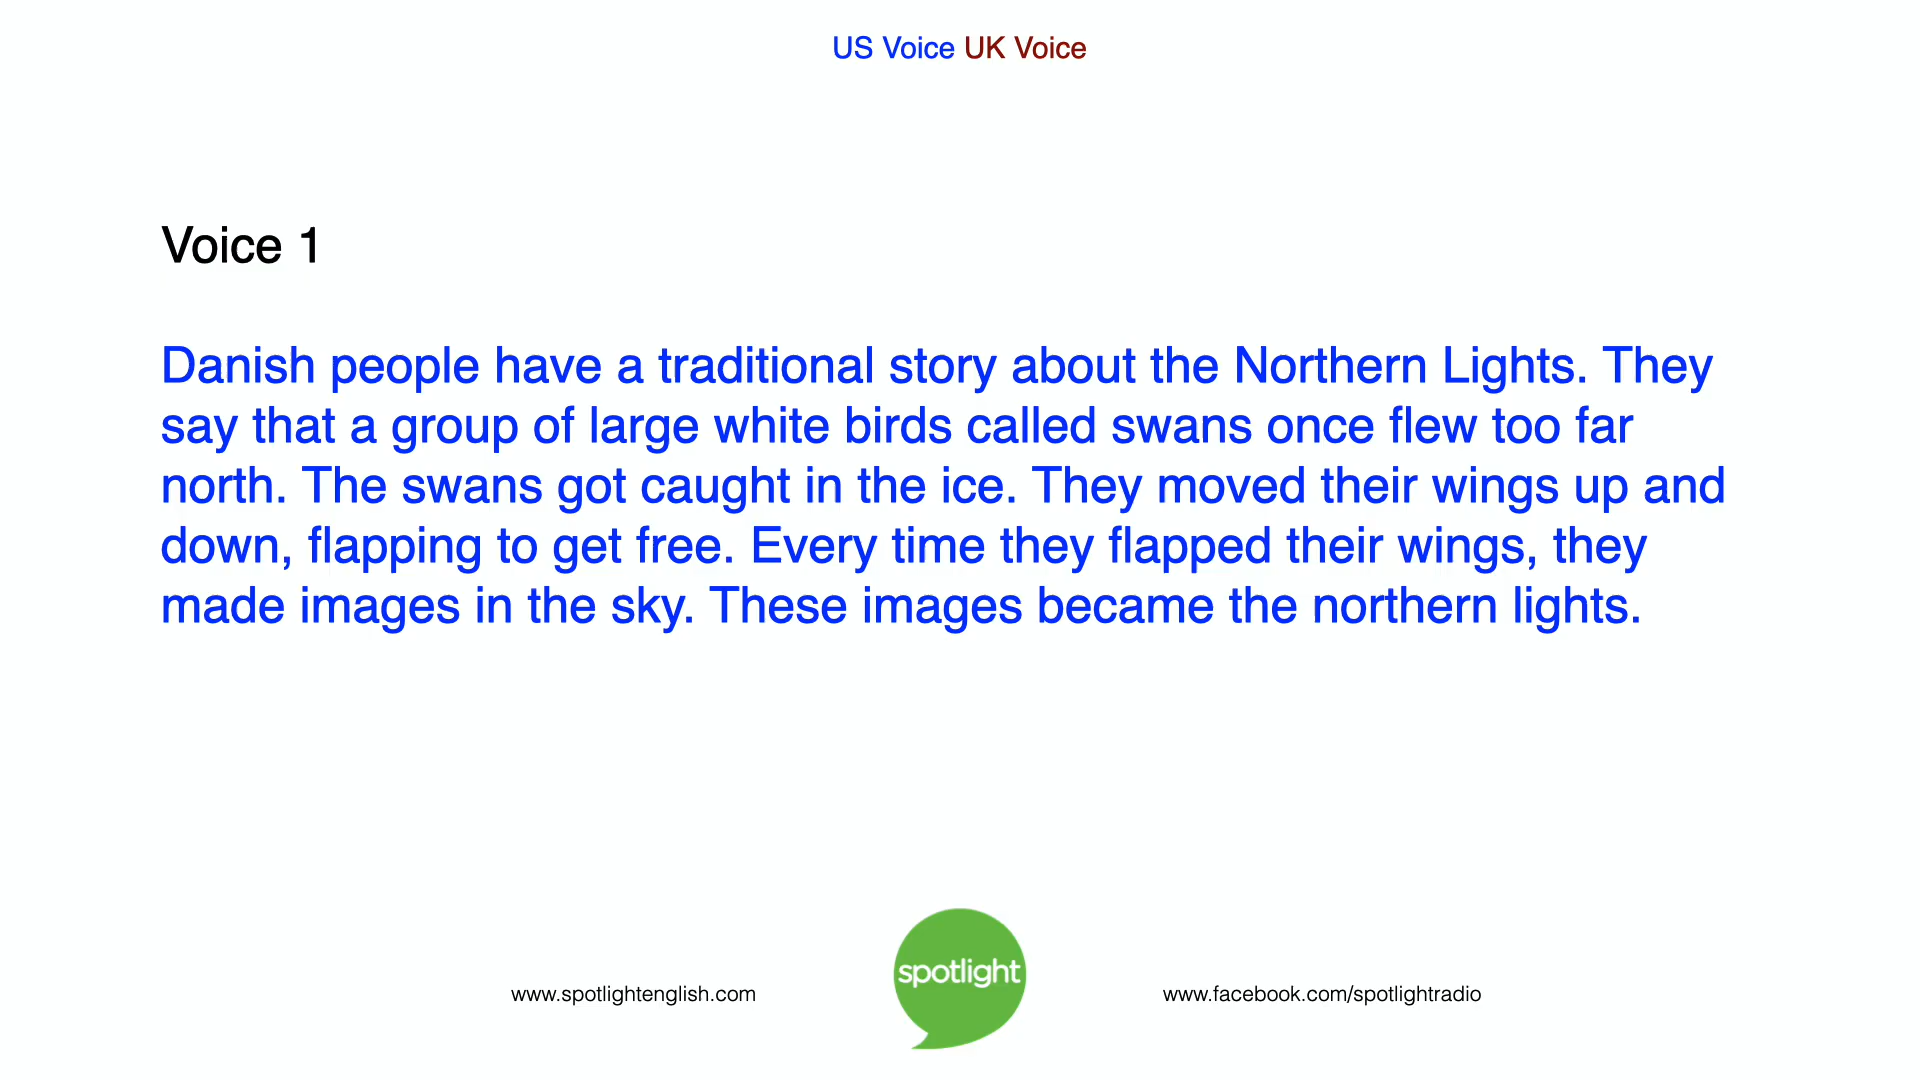 US Voice UK Voice
Voice 1
Danish people have a traditional story about the Northern Lights. They
say that a group of large white birds called swans once flew too far
north. The swans got caught in the ice. They moved their wings up and
down, flapping to get free. Every time they flapped their wings, they
made images in the sky. These images became the northern lights.
spotlight
www.spotlightenglish.com
www.facebook.com/spotlightradio